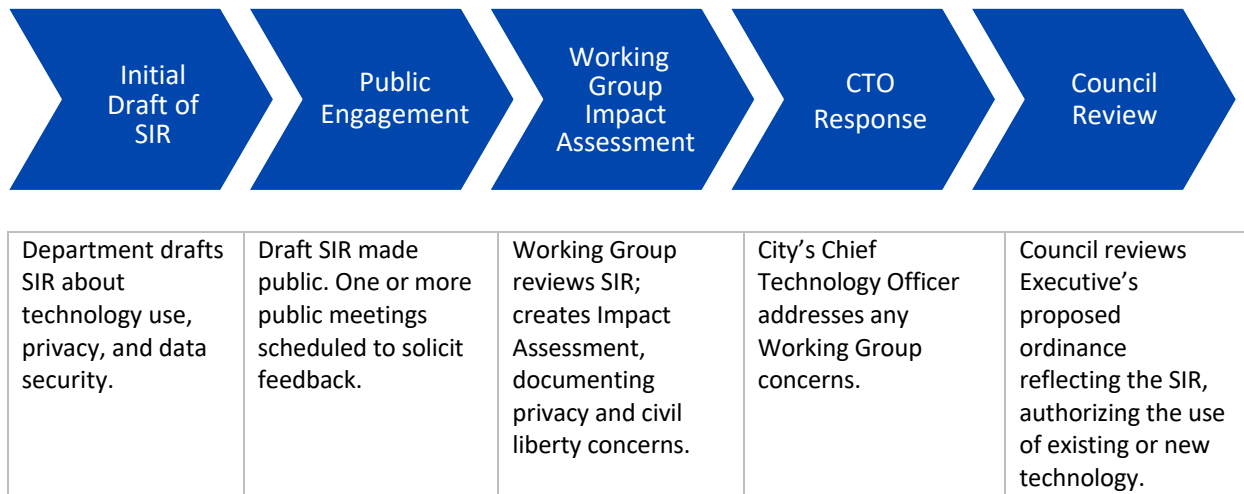 Initial
Draft of
SIR
Public
Engagement
Working
Group
Impact
Assessment
CTO
Response
Council
Review
Department drafts
SIR about
technology use,
privacy, and data
security.
Draft SIR made
public. One or more
public meetings
scheduled to solicit
feedback.
Working Group
reviews SIR;
creates Impact
Assessment,
documenting
privacy and civil
liberty concerns.
City’s Chief
Technology Officer
addresses any
Working Group
concerns.
Council reviews
Executive’s
proposed
ordinance
reflecting the SIR,
authorizing the use
of existing or new
technology.